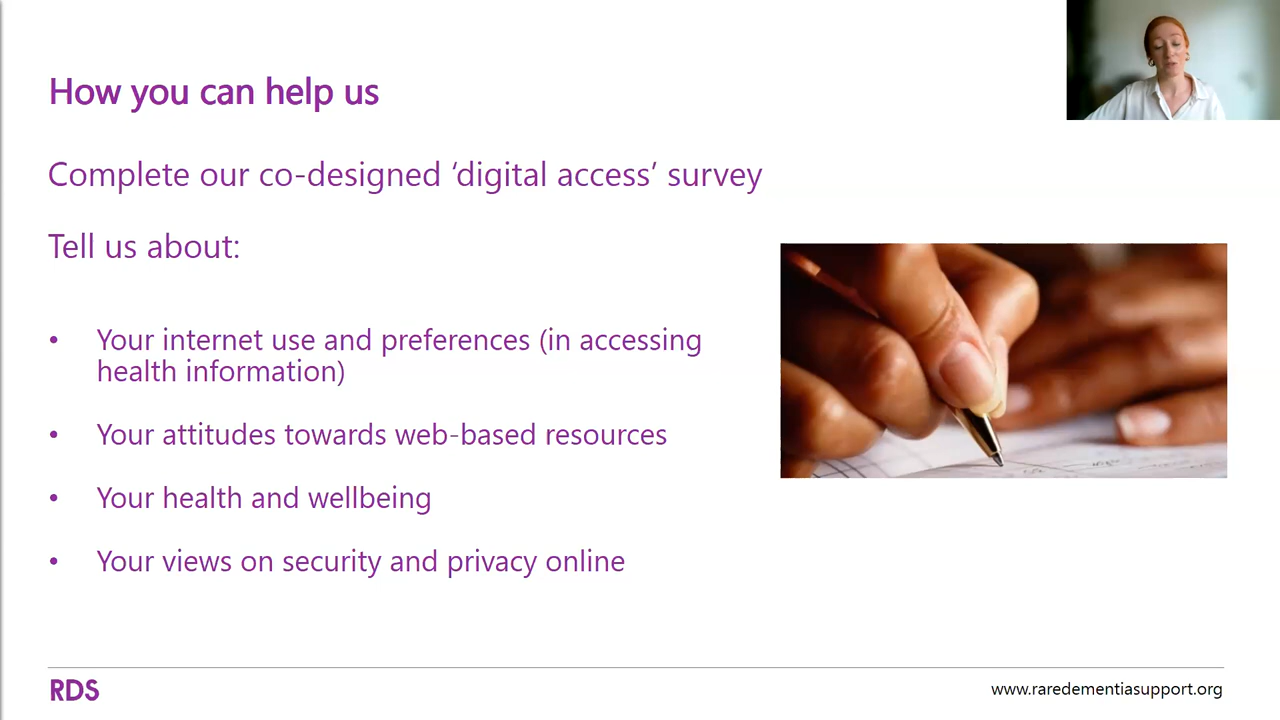 How you can help us
Complete our co-designed ‘digital access’ survey
Tell us about:
• Your internet use and preferences (in accessing
health information)
• Your attitudes towards web-based resources
• Your health and wellbeing
• Your views on security and privacy online
RDS
www.raredementiasupport.org